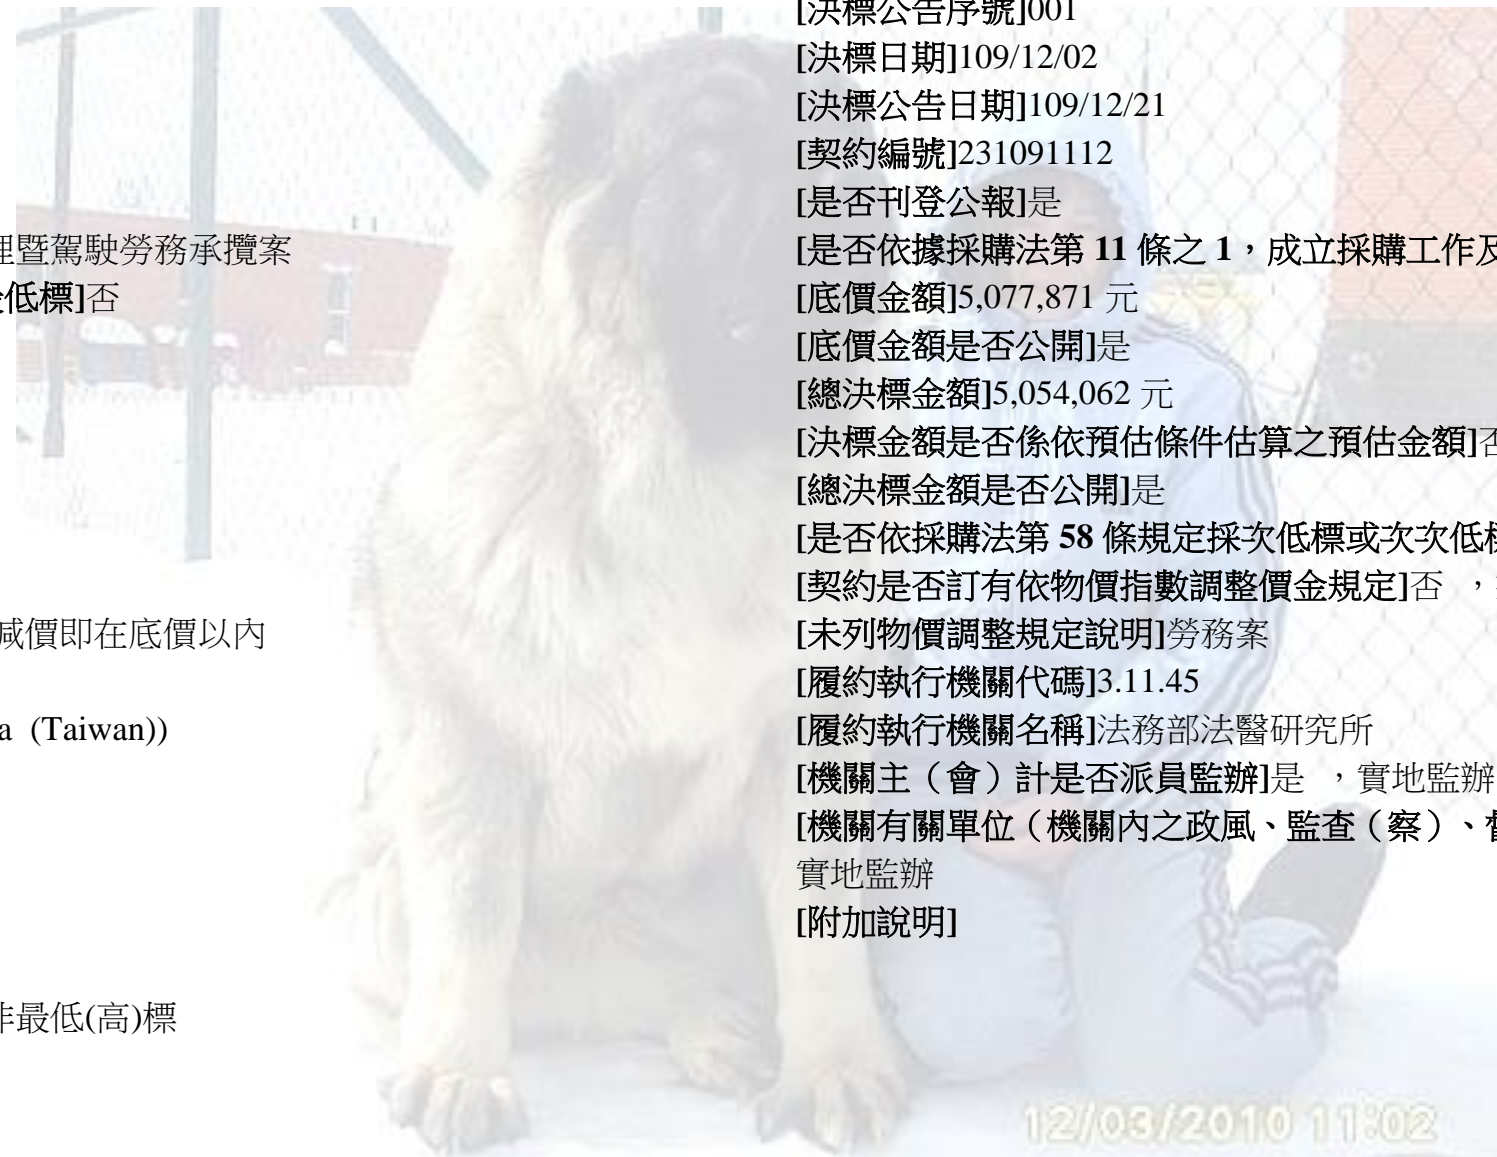 理暨駕駛勞務承攬案
低標]否
減價即在底價以內
a (Taiwan))
非最低(高)標
[決標公告序號]001
[決標日期]109/12/02
[決標公告日期]109/12/21
[契約編號]231091112
[是否刊登公報]是
[是否依據採購法第 11 條之 1，成立採購工作及
[底價金額]5,077,871 元
[底價金額是否公開]是
[總決標金額]5,054,062 元
[決標金額是否係依預估條件估算之預估金額]否
[總決標金額是否公開]是
[是否依採購法第 58 條規定採次低標或次次低標
[契約是否訂有依物價指數調整價金規定]否 ，
[未列物價調整規定說明]勞務案
[履約執行機關代碼]3.11.45
[履約執行機關名稱]法務部法醫研究所
[機關主（會）計是否派員監辦]是 ，實地監辦
[機關有關單位（機關內之政風、監查（察）、督
實地監辦
[附加說明]
12/03/2010 11:02